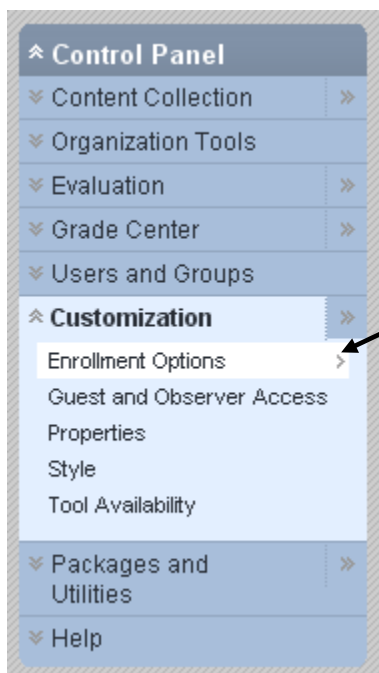 Control Panel
Content Collection
Organization Tools
Evaluation
Grade Center
Users and Groups
Customization
Enrollment Options
Guest and Observer Access
Properties
Style
Tool Availability
Packages and
Utilities
Help